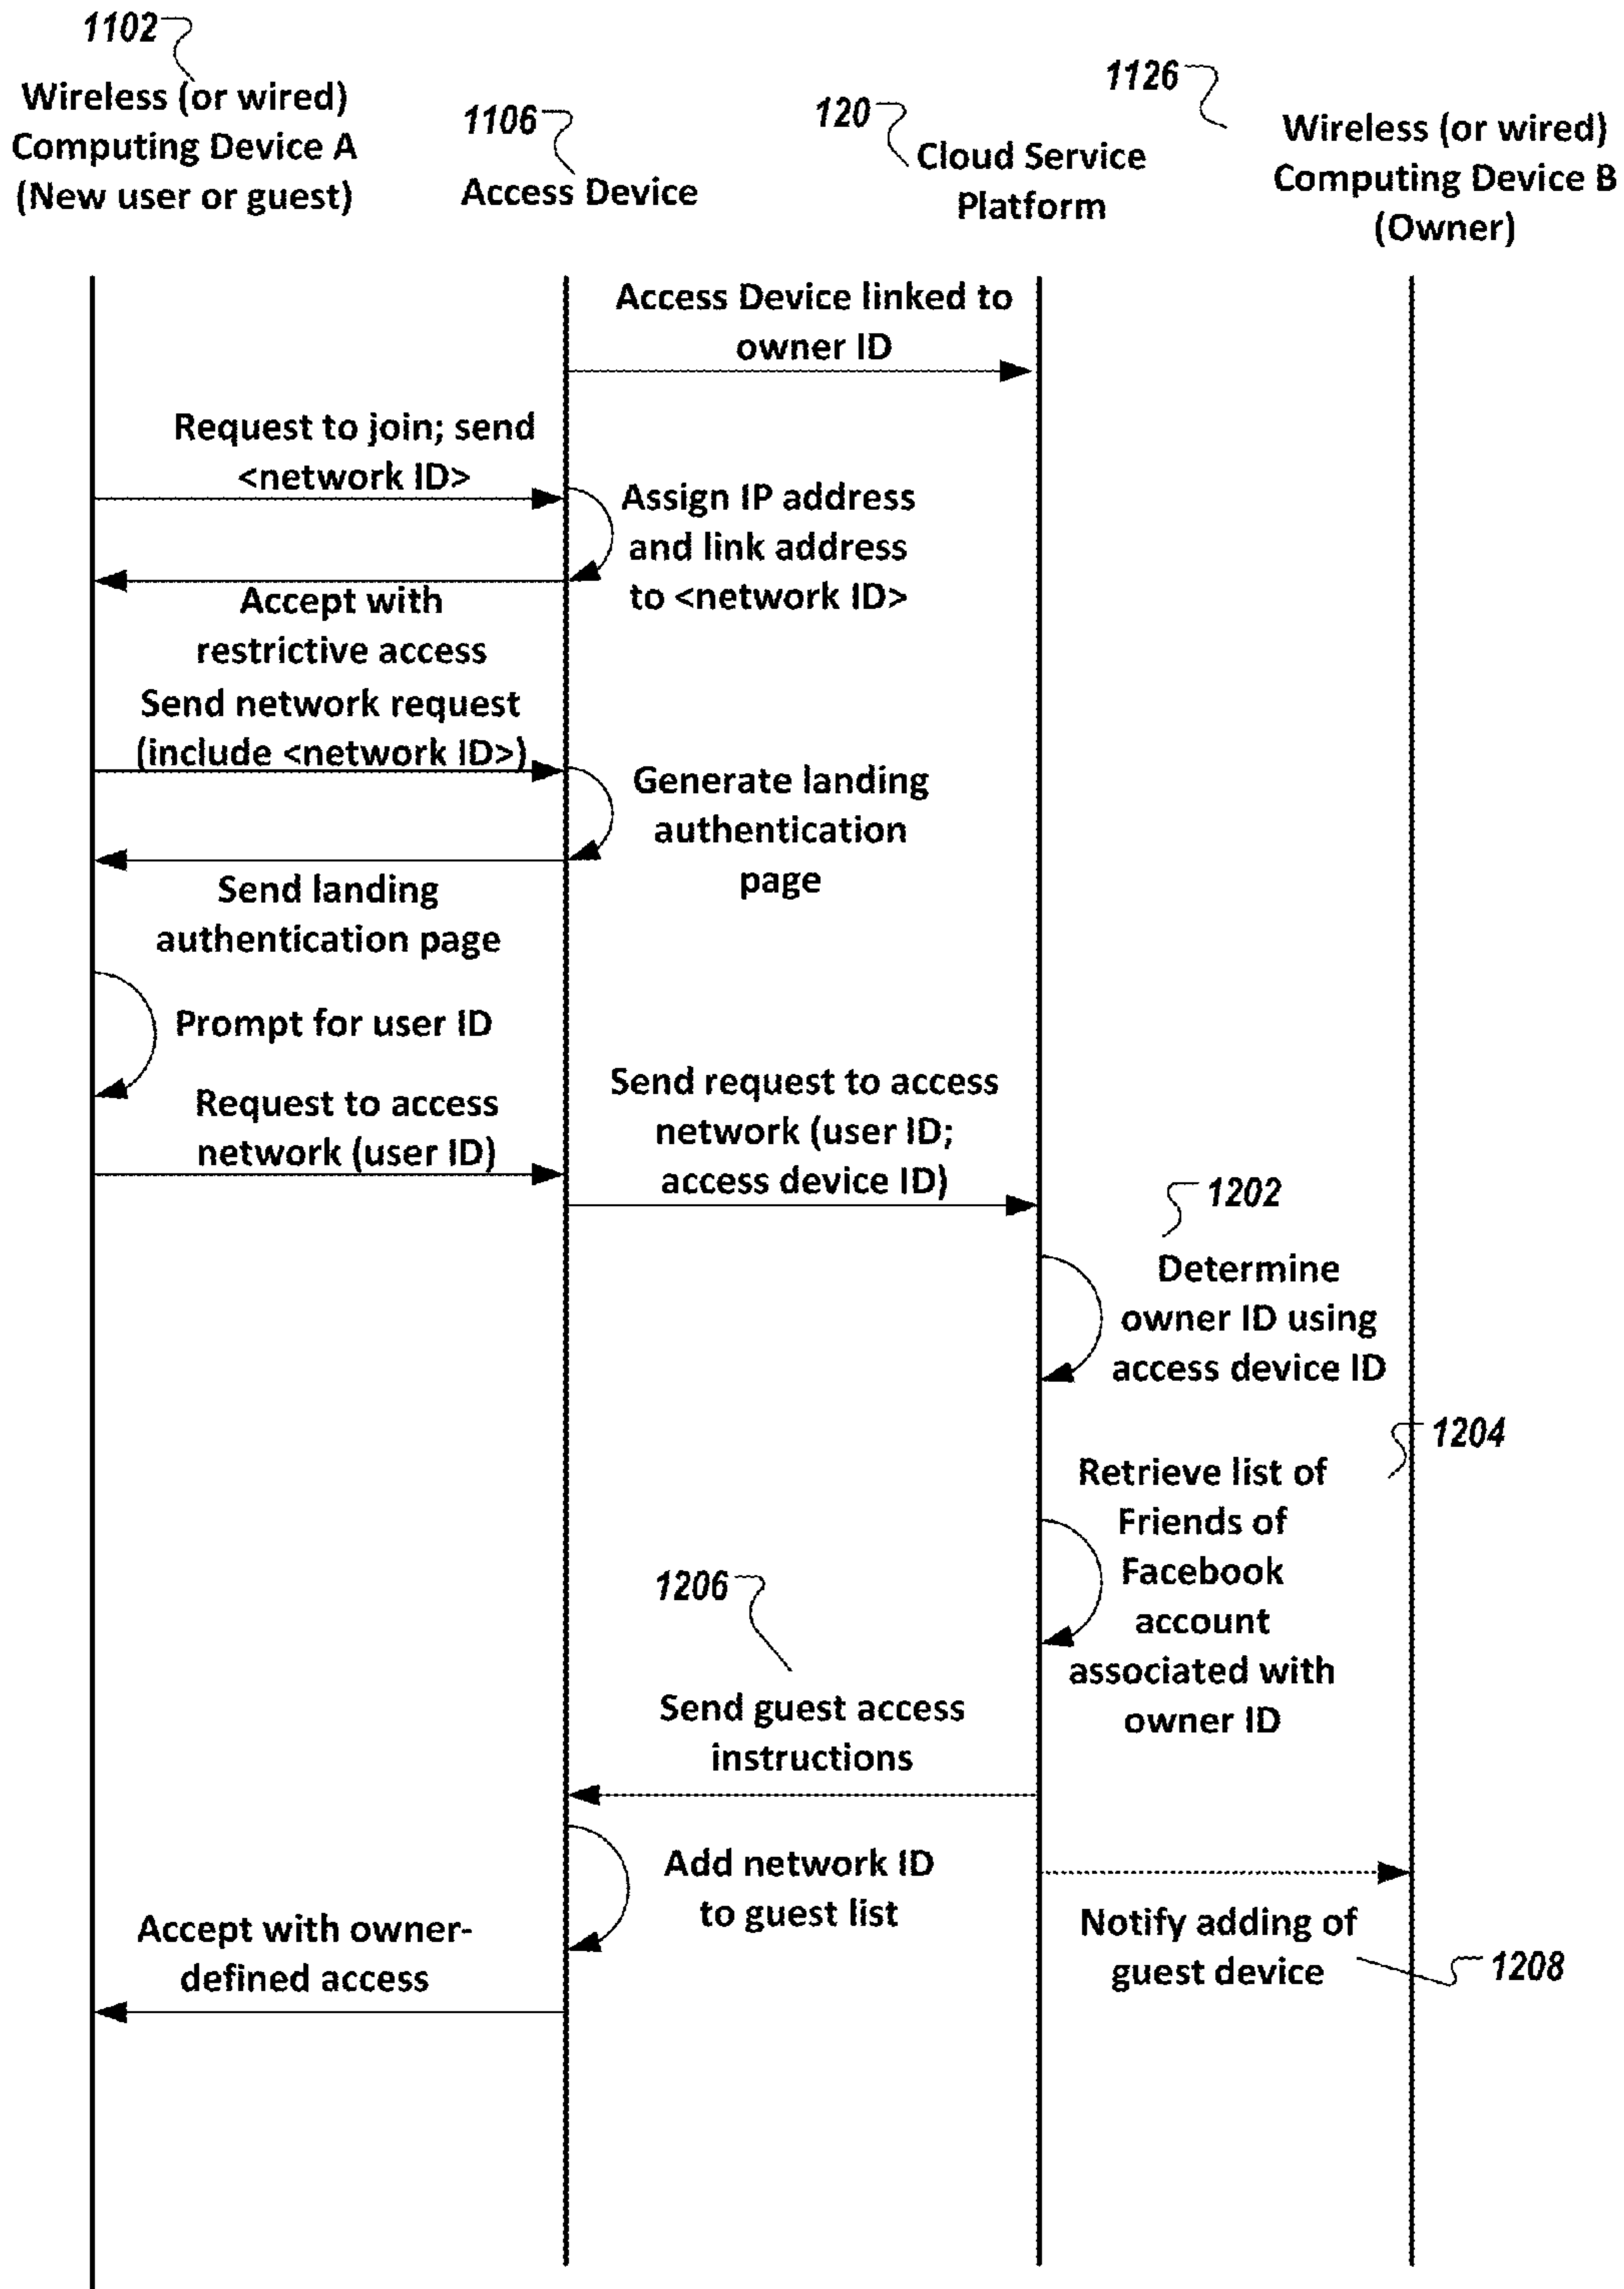 1102
Wireless (or wired)
Computing Device A
(New user or guest)
1106
Access Device
120
Cloud Service
Platform
1126
Wireless (or wired)
Computing Device B
(Owner)
Access Device linked to
owner ID
Request to join; send
<network ID>
Assign IP address
and link address
to <network ID>
Accept with
restrictive access
Send network request
(include <network ID>)
Generate landing
authentication
page
Send landing
authentication page
Prompt for user ID
Request to access
network (user ID)
Send request to access
network (user ID;
access device ID)
1202
Determine
owner ID using
access device ID
1204
Retrieve list of
Friends of
Facebook
account
associated with
owner ID
1206
Send guest access
instructions
Add network ID
to guest list
Notify adding of
guest device
1208
Accept with owner-
defined access